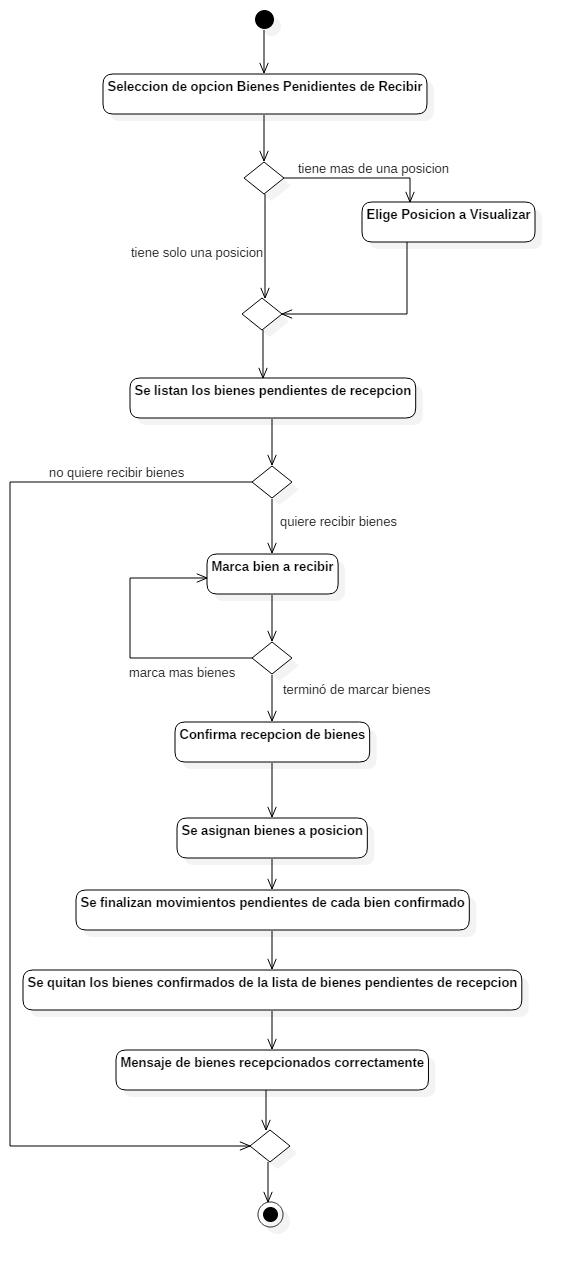 Seleccion de opcion Bienes Penidientes de Recibir
tiene mas de una posicion
Elige Posicion a Visualizar
tiene solo una posicion
Se listan los bienes pendientes de recepcion
no quiere recibir bienes
quiere recibir bienes
Marca bien a recibir
marca mas bienes
terminó de marcar bienes
Confirma recepcion de bienes
Se asignan bienes a posicion
Se finalizan movimientos pendientes de cada bien confirmado
Se quitan los bienes confirmados de la lista de bienes pendientes de recepcion
Mensaje de bienes recepcionados correctamente